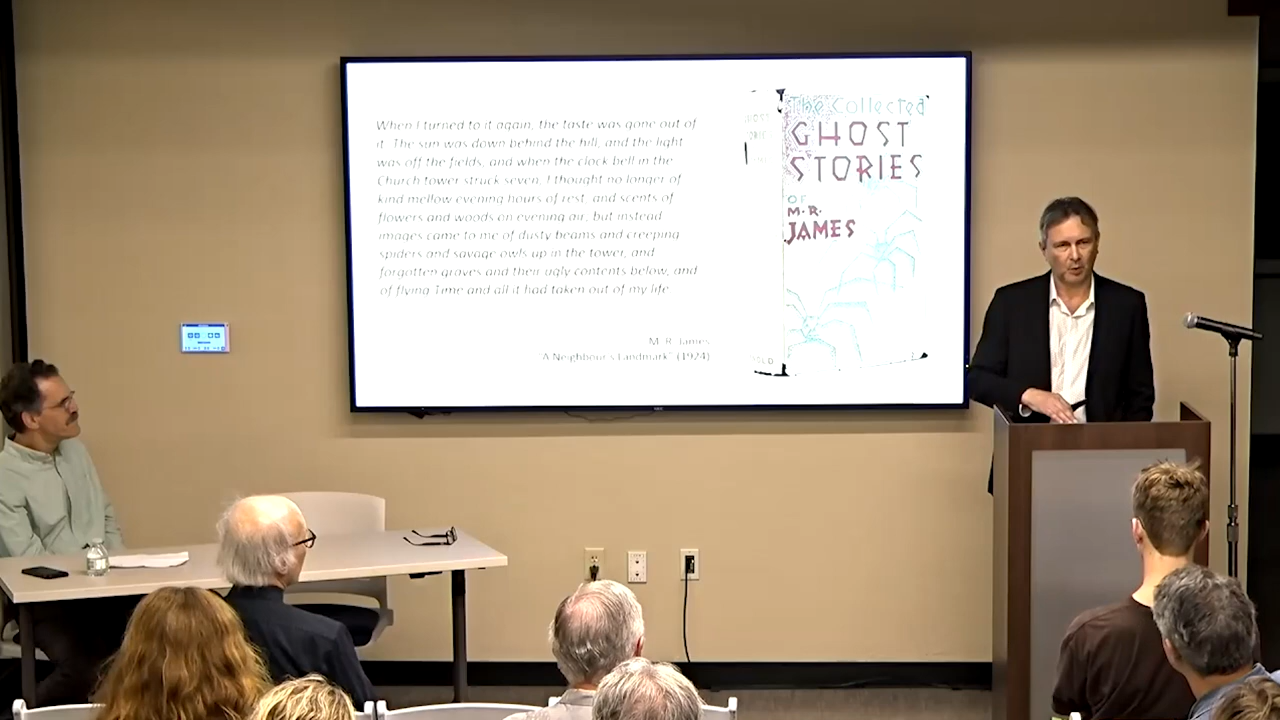 When I turned to it again, the taste was gone out of
it. The sun was down behind the hill, and the light
was off the fields, and when the clock bell in the
Church tower struck seven, I thought no longer of
kind mellow evening hours of rest, and scents of
flowers and woods on evening air; but instead
images came to me of dusty beams and creeping
spiders and savage owls up in the tower, and
forgotten graves and their ugly contents below, and
of flying Time and all it had taken out of my life
M. R. James
"A Neighbour's Landmark" (1924)
The Collected
GHOST
STORIES
OF
M.R.
JAMES